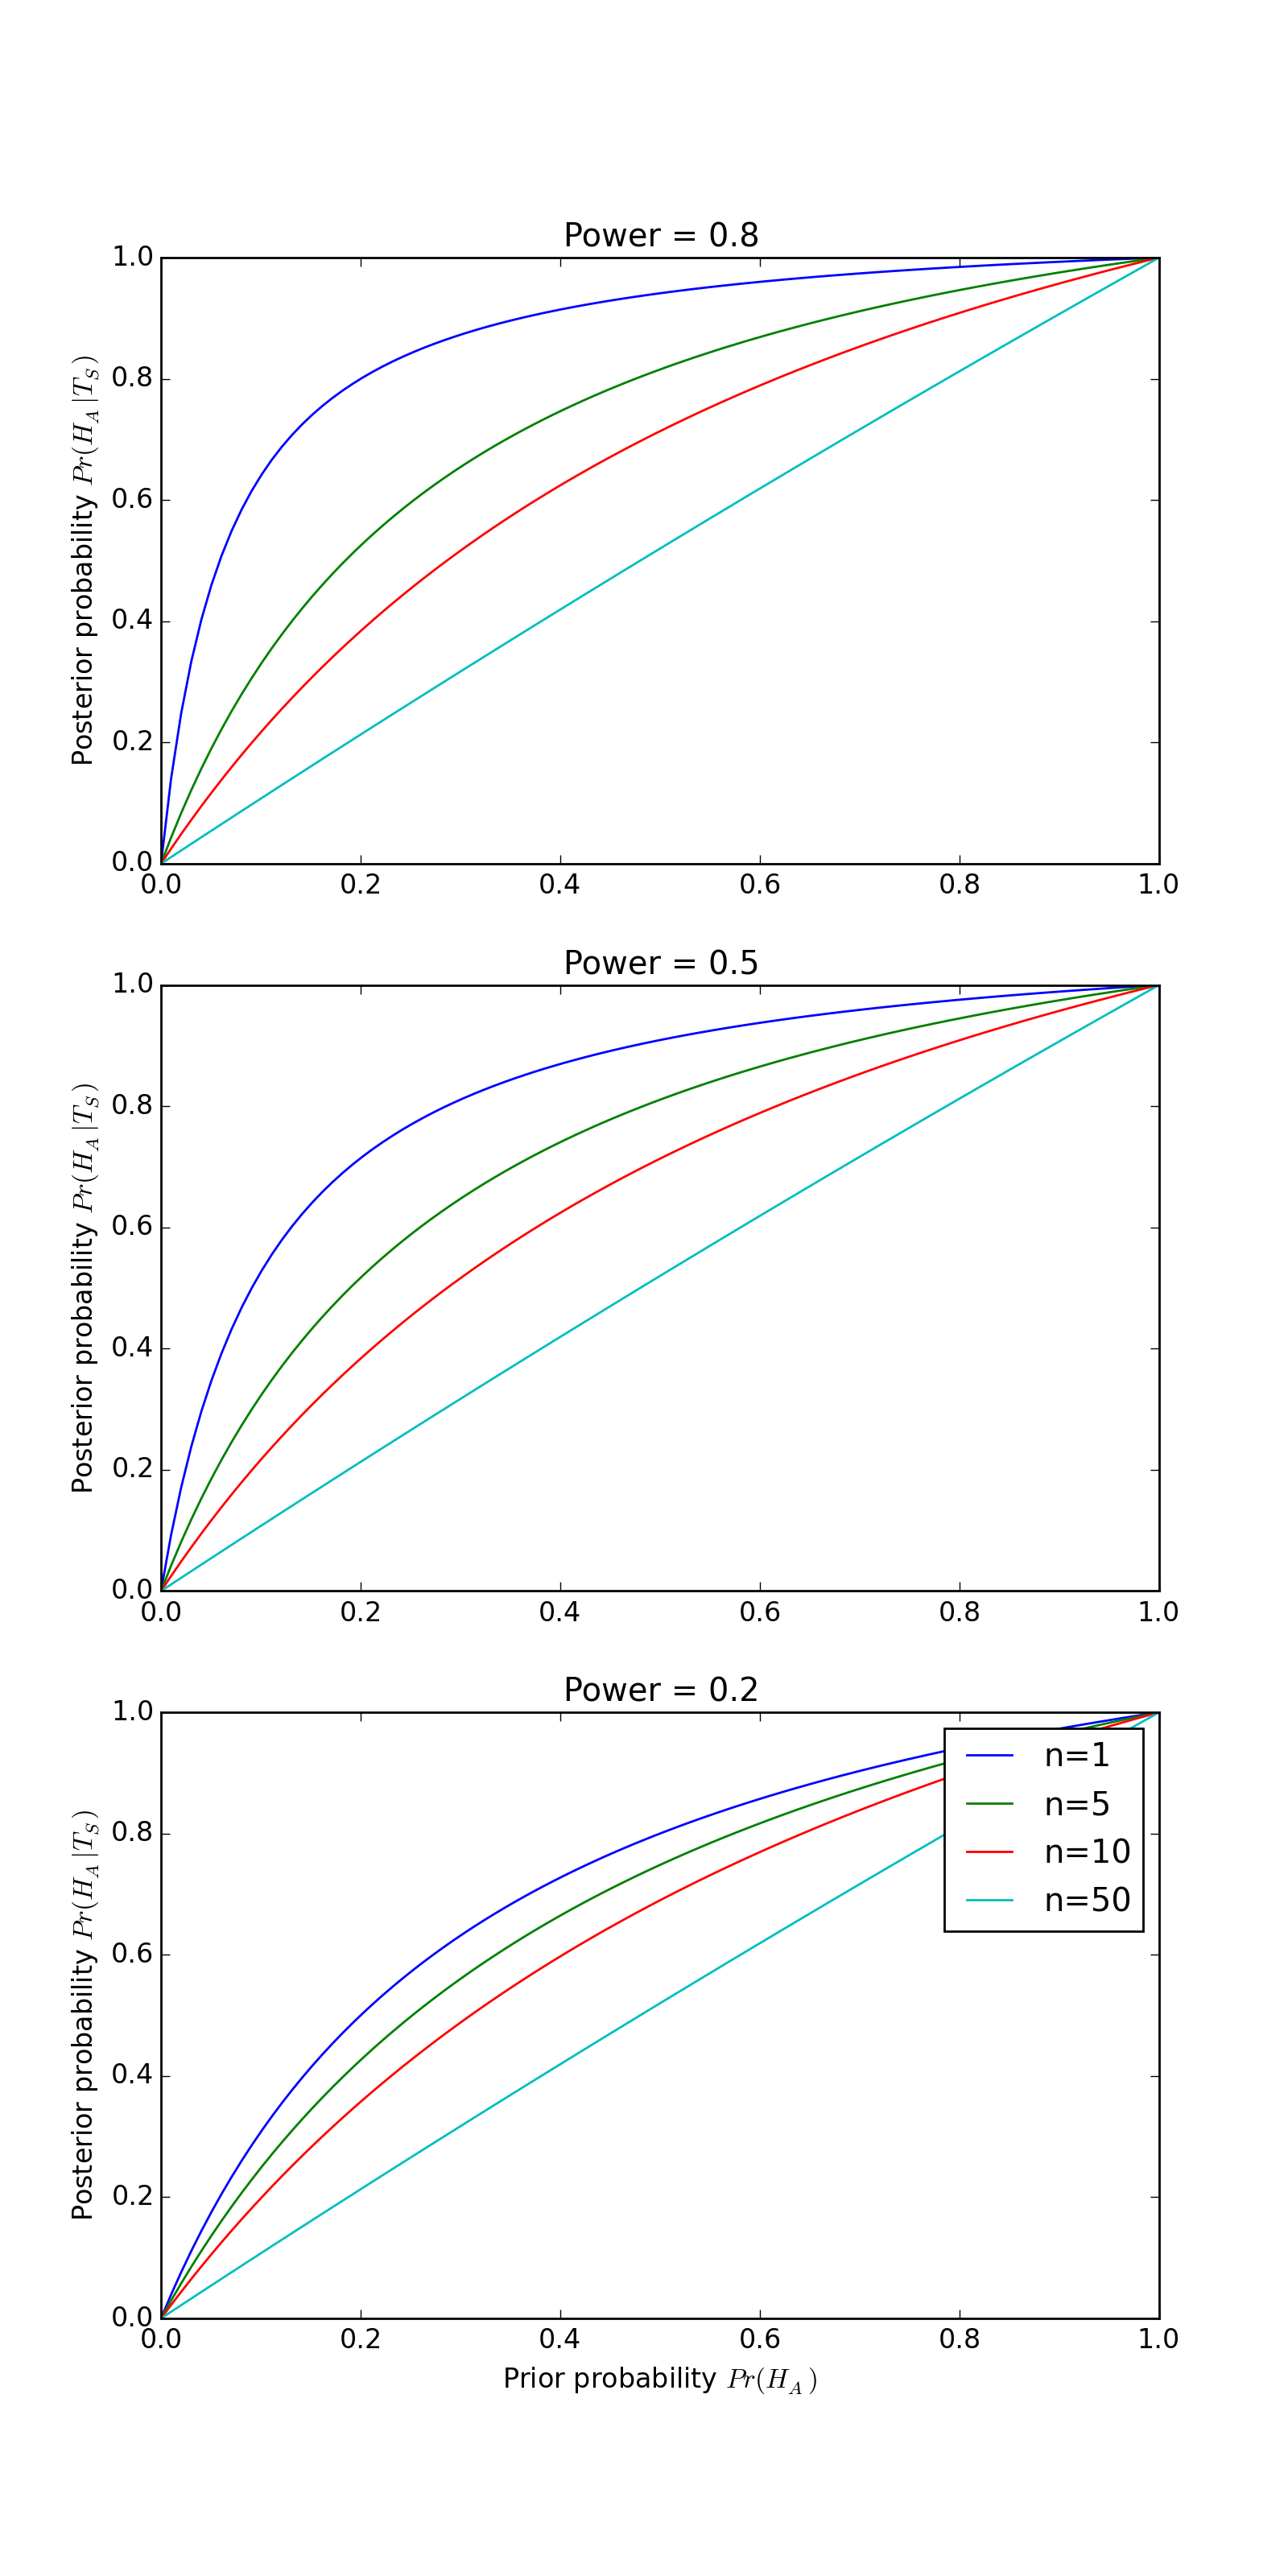 Power = 0.8
1.0
0.8
0.6
0.4
0.2
0.0
Posterior probability Pr(H_A|T_S)
0.0 0.2 0.4 0.6 0.8 1.0
Power = 0.5
1.0
0.8
0.6
0.4
0.2
0.0
Posterior probability Pr(H_A|T_S)
0.0 0.2 0.4 0.6 0.8 1.0
Power = 0.2
1.0
0.8
0.6
0.4
0.2
0.0
Posterior probability Pr(H_A|T_S)
n=1
n=5
n=10
n=50
0.0 0.2 0.4 0.6 0.8 1.0
Prior probability Pr(H_A)